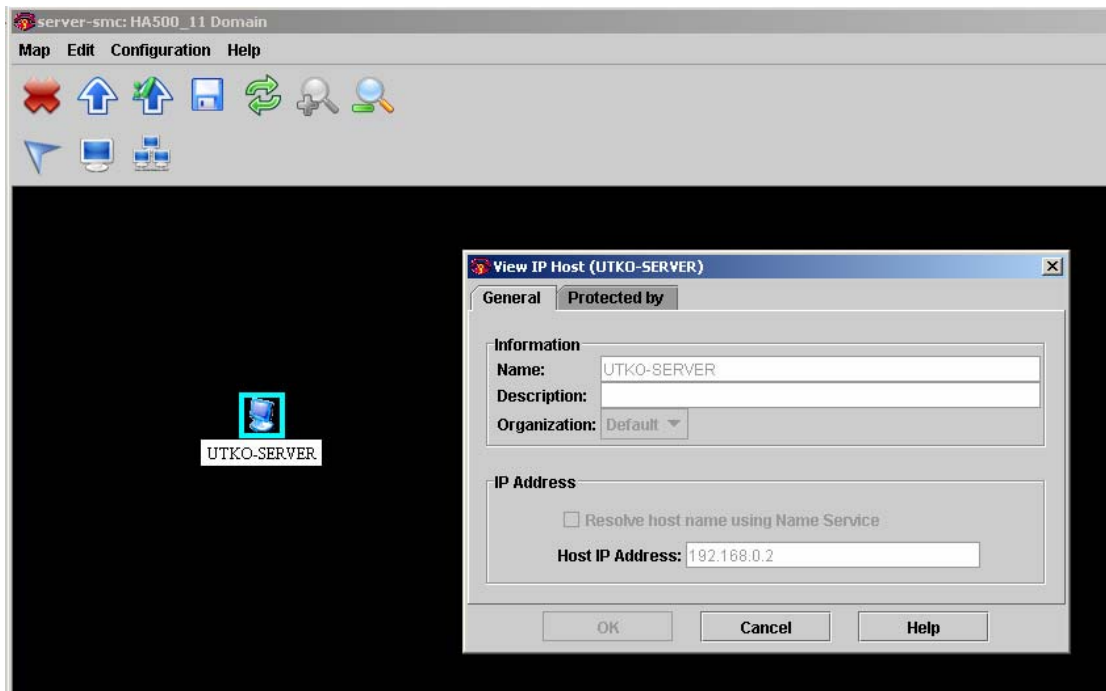 server-smc: HA500_11 Domain
Map Edit Configuration Help
View IP Host (UTKO-SERVER)
General Protected by
Information
Name: UTKO-SERVER
Description:
Organization: Default
UTKO-SERVER
IP Address
Resolve host name using Name Service
Host IP Address: 192.168.0.2
OK Cancel Help